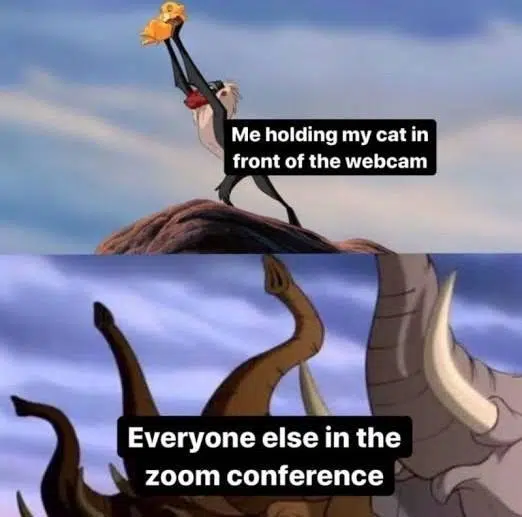 Me holding my cat in
front of the webcam
Everyone else in the
zoom conference